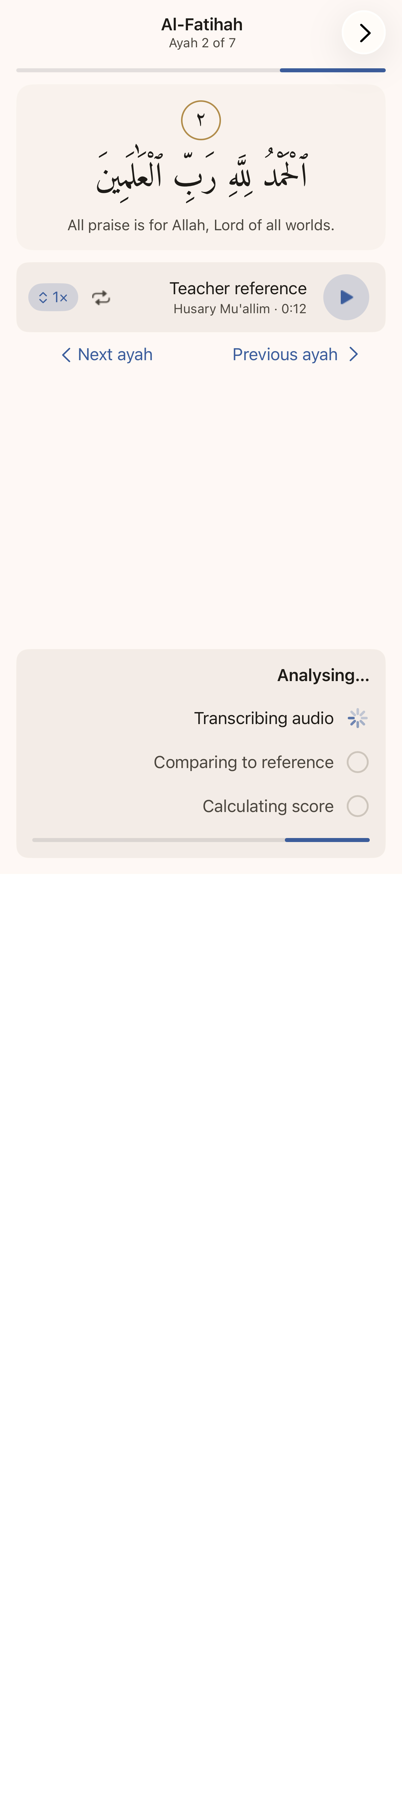 Al-Fatihah
Ayah 2 of 7
٢
ٱلْحَمْدُ لِلَّهِ رَبِّ ٱلْعَٰلَمِينَ
All praise is for Allah, Lord of all worlds.
Teacher reference
Husary Mu'allim · 0:12
1×
Previous ayah
Next ayah
Analysing...
Transcribing audio
Comparing to reference
Calculating score